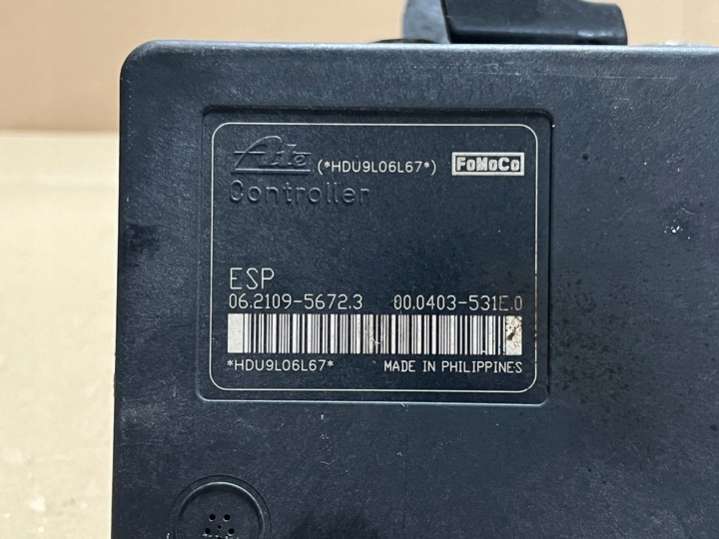 Ate (*HDU9L06L67*) FoMoCo
Controller
ESP
06.2109-5672.3 00.0403-531E.0
*HDU9L06L67* MADE IN PHILIPPINES